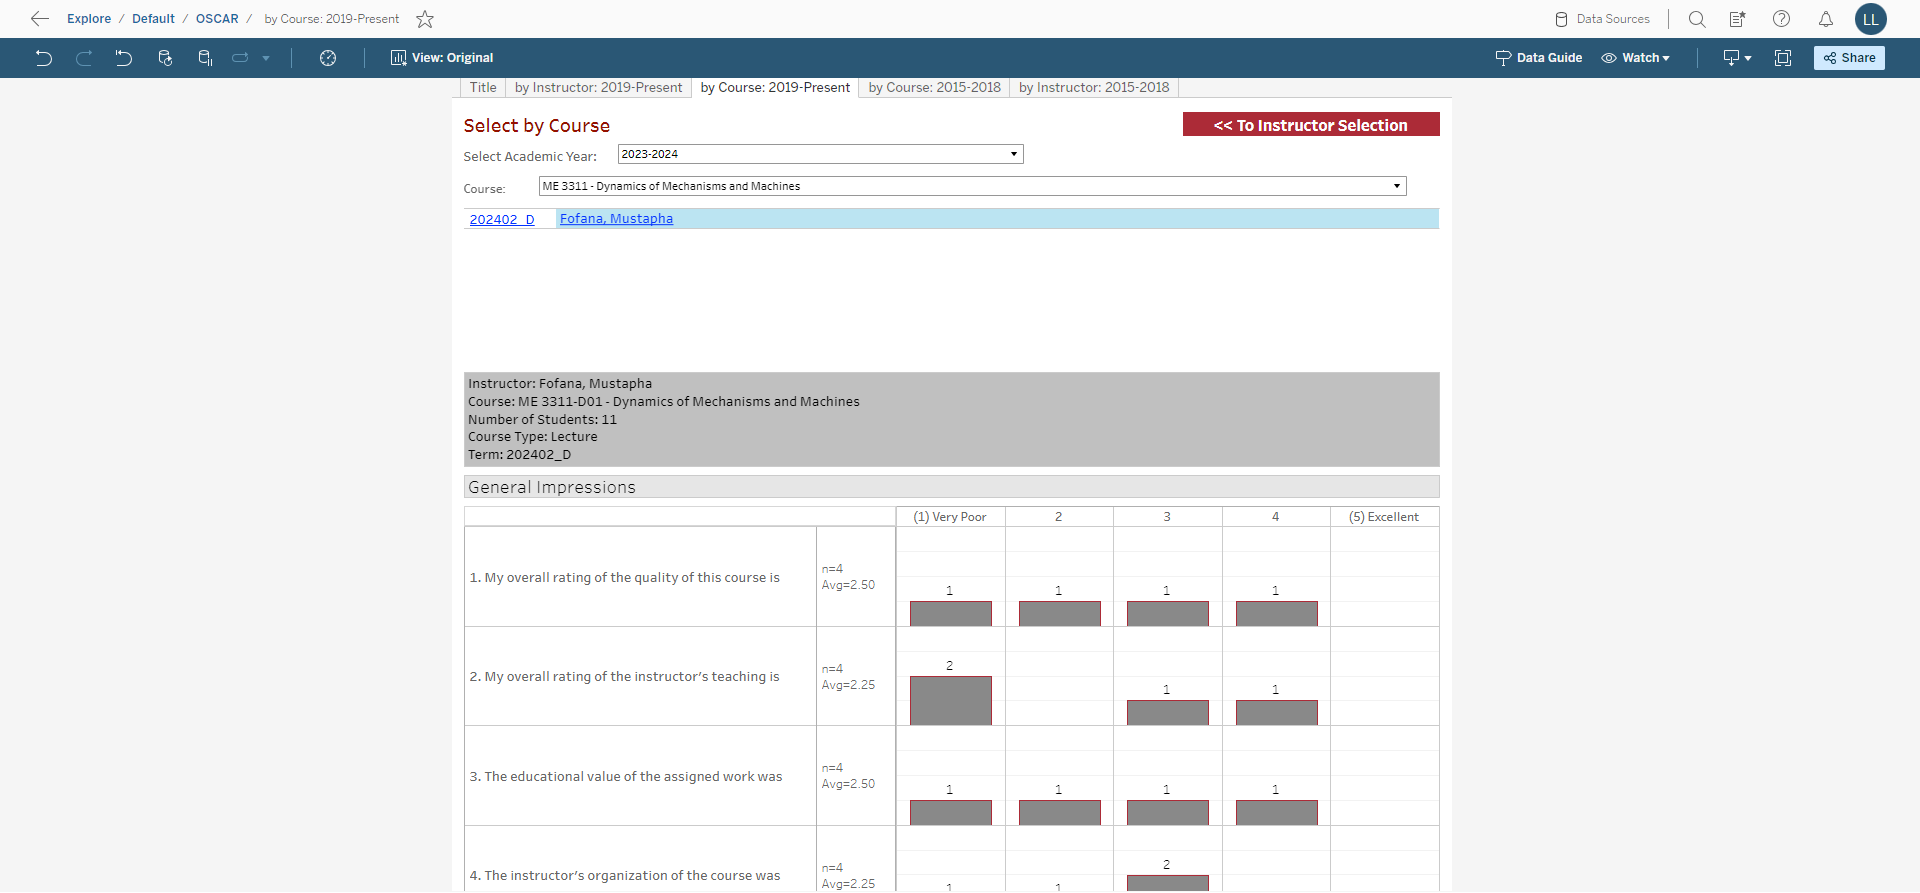 Explore / Default / OSCAR / by Course: 2019-Present
Data Sources
LL
View: Original
Data Guide
Watch
Share
Title
by Instructor: 2019-Present
by Course: 2019-Present
by Course: 2015-2018
by Instructor: 2015-2018
Select by Course
<< To Instructor Selection
Select Academic Year:
2023-2024
Course:
ME 3311 - Dynamics of Mechanisms and Machines
202402_D
Fofana, Mustapha
Instructor: Fofana, Mustapha
Course: ME 3311-D01 - Dynamics of Mechanisms and Machines
Number of Students: 11
Course Type: Lecture
Term: 202402_D
General Impressions
(1) Very Poor
2
3
4
(5) Excellent
1. My overall rating of the quality of this course is
n=4
Avg=2.50
1
1
1
1
2. My overall rating of the instructor's teaching is
n=4
Avg=2.25
2
1
1
3. The educational value of the assigned work was
n=4
Avg=2.50
1
1
1
1
4. The instructor's organization of the course was
n=4
Avg=2.25
1
1
2